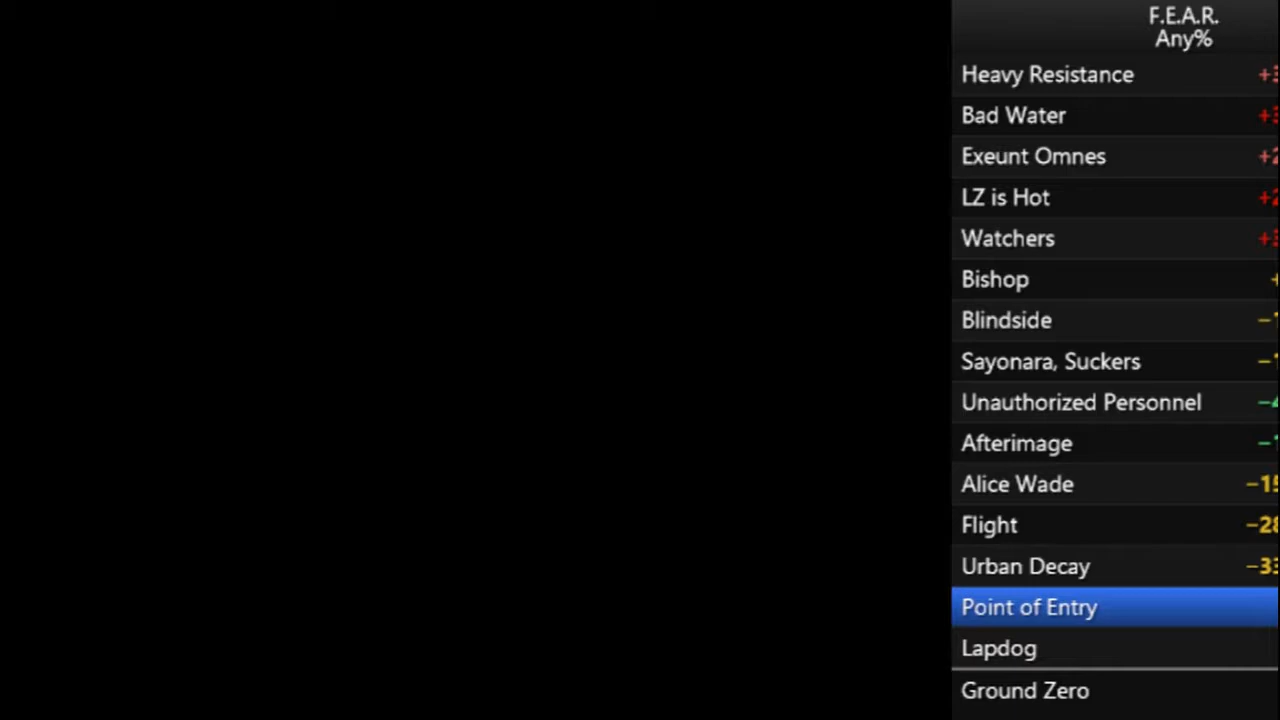 F.E.A.R.
Any%
Heavy Resistance
Bad Water
Exeunt Omnes
LZ is Hot
Watchers
Bishop
Blindside
Sayonara, Suckers
Unauthorized Personnel
Afterimage
Alice Wade
Flight
Urban Decay
Point of Entry
Lapdog
Ground Zero